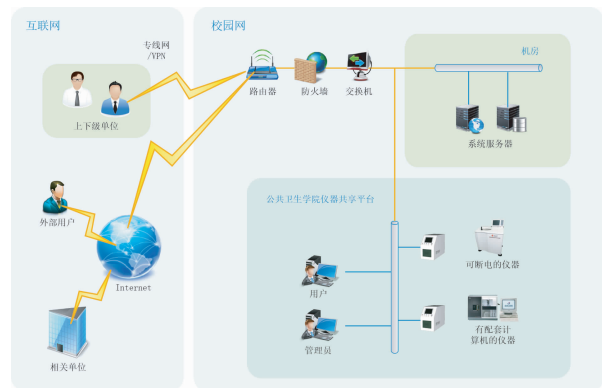 互联网
校园网
专线网
/VPN
机房
路由器
防火墙
交换机
上下级单位
系统服务器
公共卫生学院仪器共享平台
外部用户
可断电的仪器
Internet
用户
有配套计
算机的仪器
管理员
相关单位